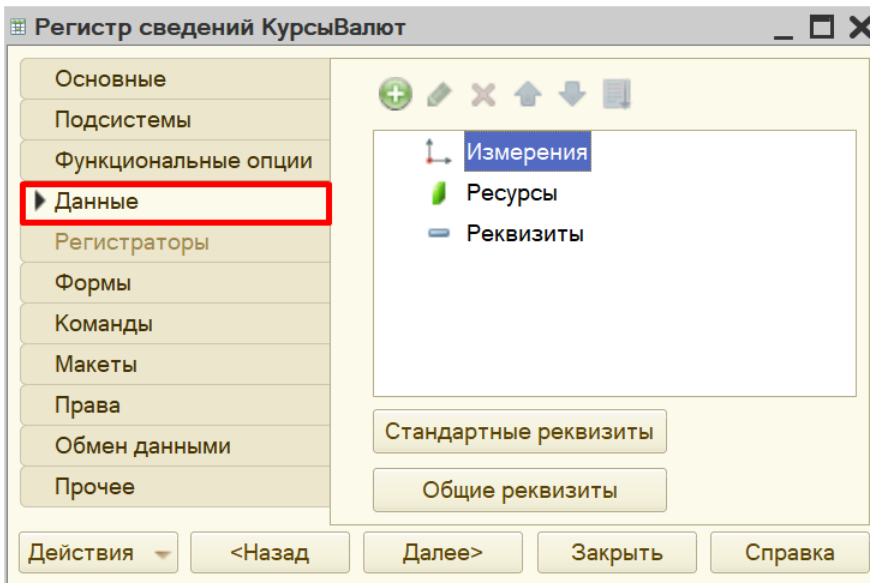 Регистр сведений КурсыВалют
Основные
Подсистемы
Функциональные опции
Данные
Регистраторы
Формы
Команды
Макеты
Права
Обмен данными
Прочее
Измерения
Ресурсы
Реквизиты
Стандартные реквизиты
Общие реквизиты
Действия
<Назад
Далее>
Закрыть
Справка